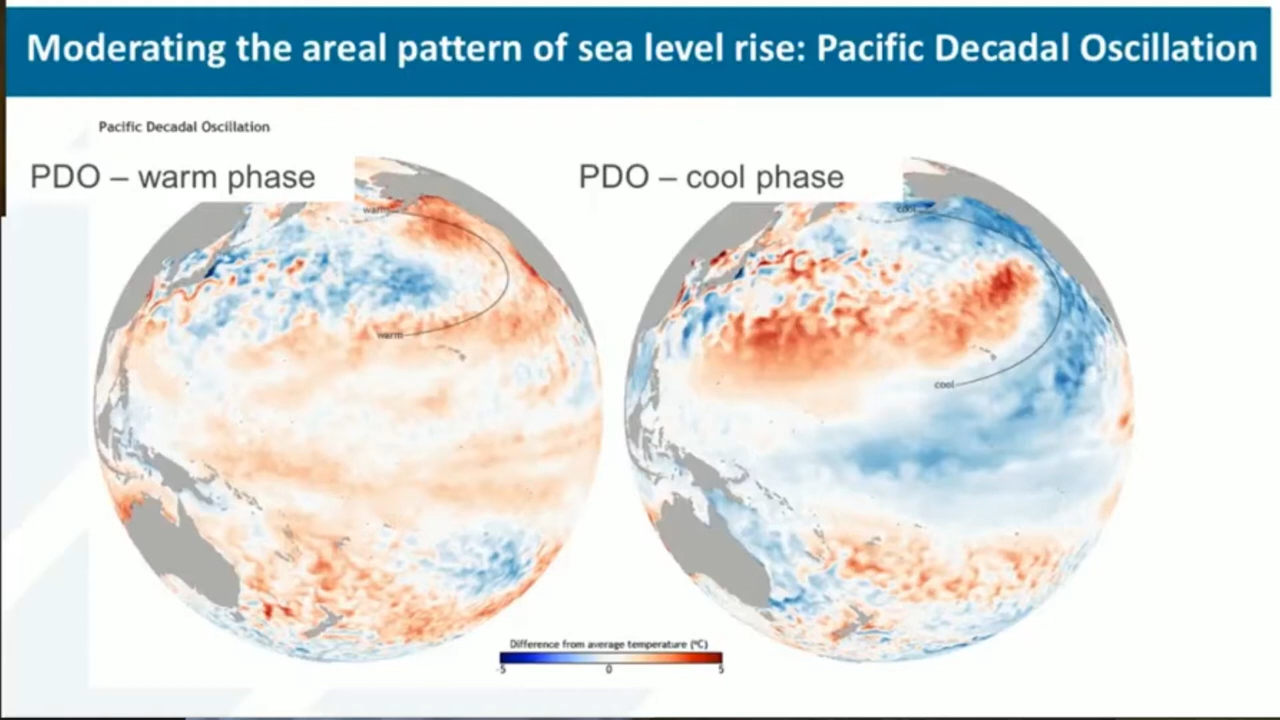 Moderating the areal pattern of sea level rise: Pacific Decadal Oscillation
Pacific Decadal Oscillation
PDO – warm phase
PDO – cool phase
warm
warm
cool
cool
Difference from average temperature (ºC)
-5 0 5